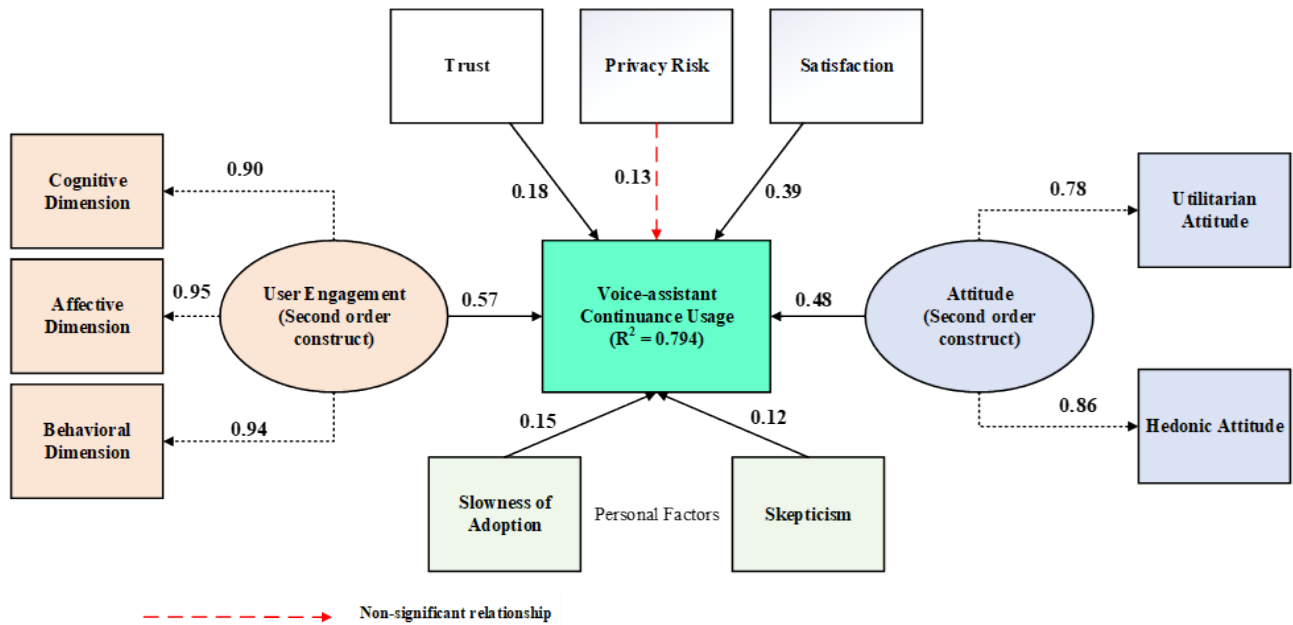 Trust
Privacy Risk
Satisfaction
Cognitive
Dimension
0.90
0.18
0.13
0.39
0.78
Utilitarian
Attitude
Affective
Dimension
0.95
User Engagement
(Second order
construct)
0.57
Voice-assistant
Continuance Usage
(R² = 0.794)
0.48
Attitude
(Second order
construct)
Behavioral
Dimension
0.94
0.15
0.12
0.86
Hedonic Attitude
Slowness of
Adoption
Personal Factors
Skepticism
Non-significant relationship